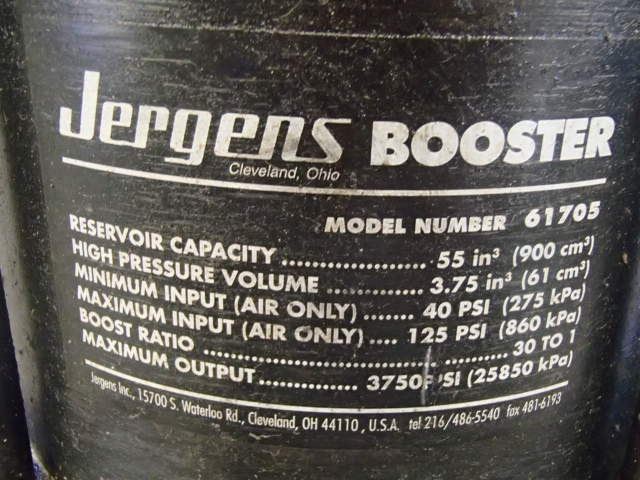 Jergens BOOSTER
Cleveland, Ohio
MODEL NUMBER 61705
RESERVOIR CAPACITY .................... 55 in³ (900 cm³)
HIGH PRESSURE VOLUME ............... 3.75 in³ (61 cm³)
MINIMUM INPUT (AIR ONLY) ........ 40 PSI (275 kPa)
MAXIMUM INPUT (AIR ONLY) .... 125 PSI (860 kPa)
BOOST RATIO ........................................ 30 TO 1
MAXIMUM OUTPUT ................ 3750 PSI (25850 kPa)
Jergens Inc., 15700 S. Waterloo Rd., Cleveland, OH 44110, U.S.A. tel 216/486-5540 fax 481-6193